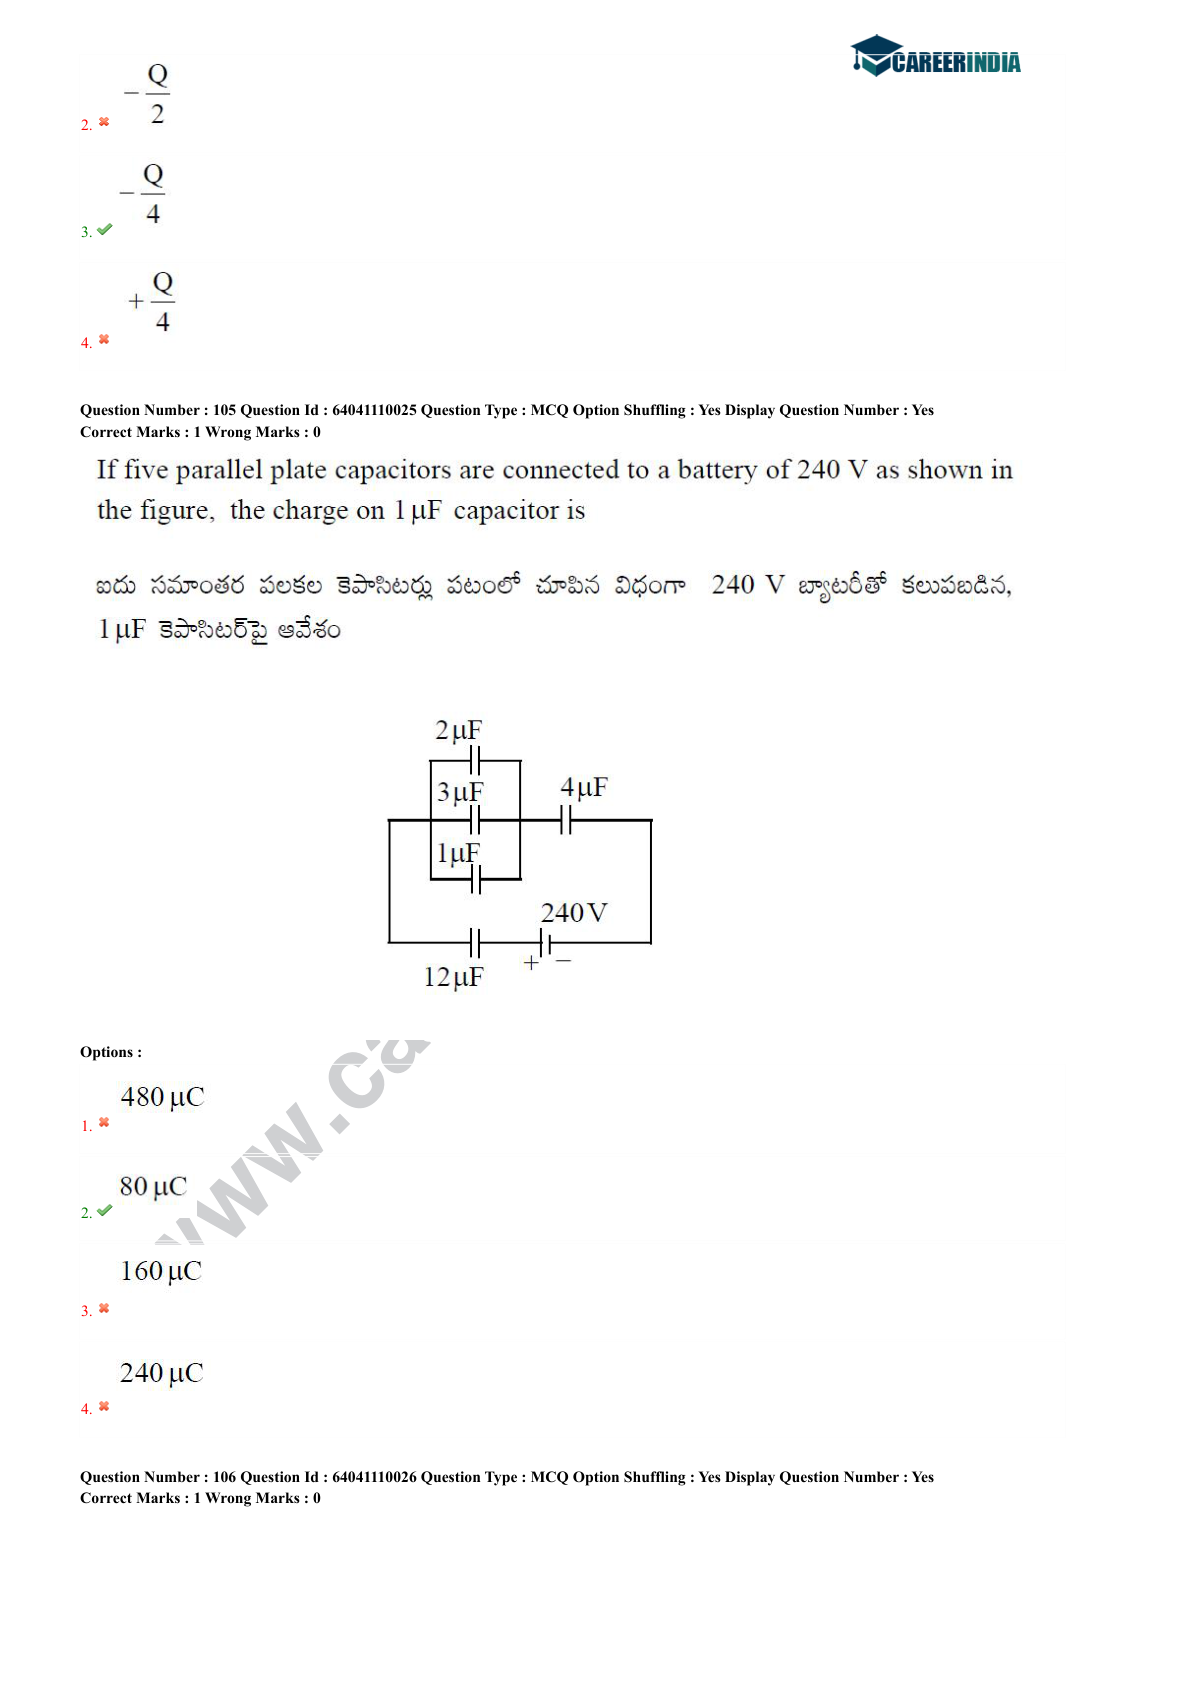 CAREERINDIA
− Q/2
2.
− Q/4
3.
+ Q/4
4.
Question Number : 105 Question Id : 64041110025 Question Type : MCQ Option Shuffling : Yes Display Question Number : Yes
Correct Marks : 1 Wrong Marks : 0
If five parallel plate capacitors are connected to a battery of 240 V as shown in
the figure, the charge on 1 µF capacitor is
ఐదు సమాంతర పలకల కెపాసిటర్లు పటంలో చూపిన విధంగా 240 V బ్యాటరీతో కలుపబడిన,
1 µF కెపాసిటర్‌పై ఆవేశం
2 µF
3 µF
4 µF
1 µF
240 V
+ −
12 µF
Options :
480 µC
1.
80 µC
2.
160 µC
3.
240 µC
4.
www.ca
Question Number : 106 Question Id : 64041110026 Question Type : MCQ Option Shuffling : Yes Display Question Number : Yes
Correct Marks : 1 Wrong Marks : 0